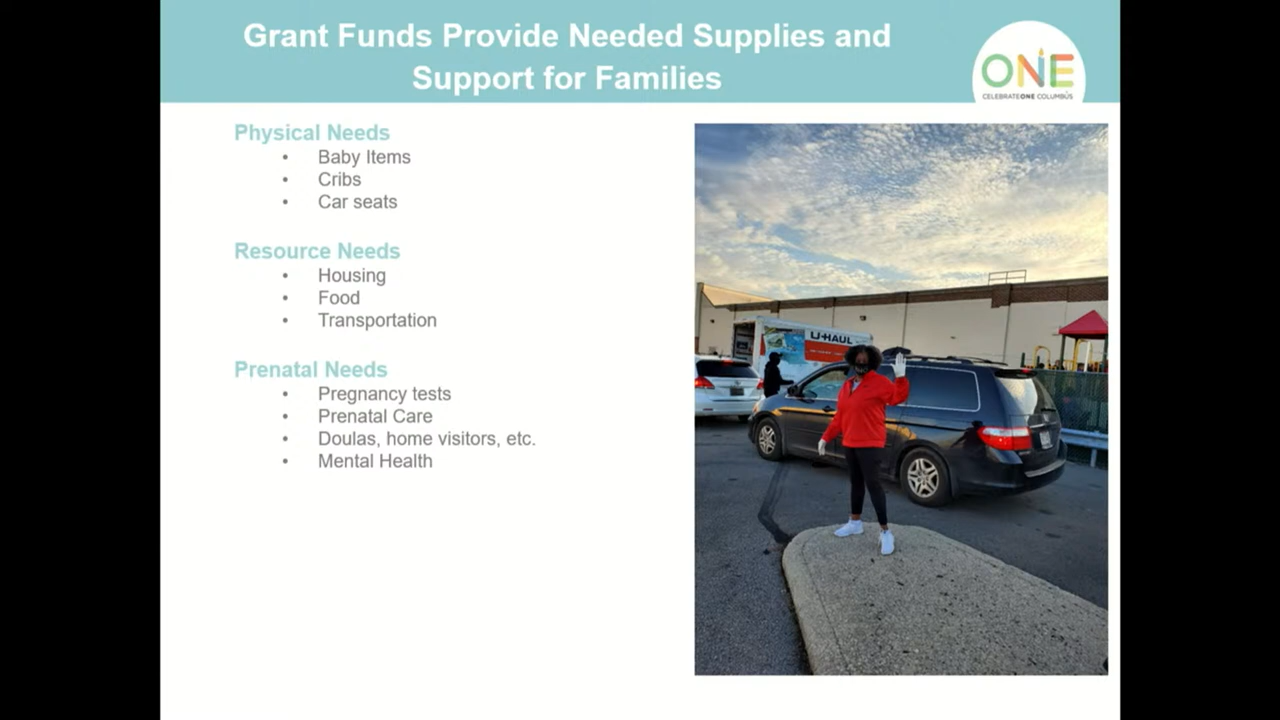 Grant Funds Provide Needed Supplies and
Support for Families
ONE
CELEBRATEONE COLUMBUS
Physical Needs
• Baby Items
• Cribs
• Car seats
Resource Needs
• Housing
• Food
• Transportation
Prenatal Needs
• Pregnancy tests
• Prenatal Care
• Doulas, home visitors, etc.
• Mental Health
U-HAUL